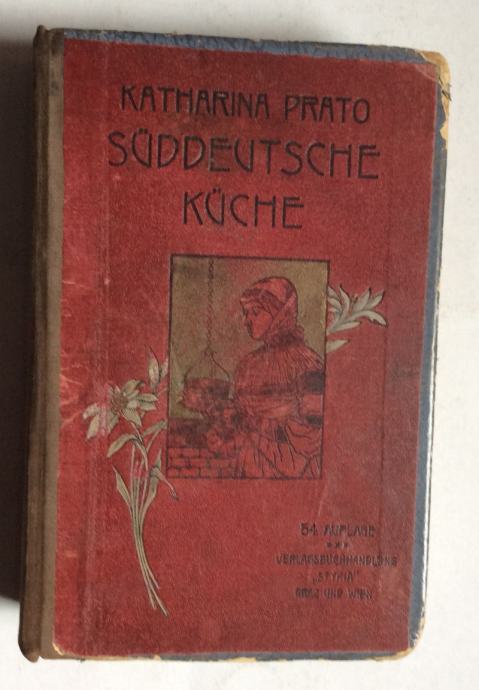 KATHARINA PRATO
SÜDDEUTSCHE
KÜCHE
54. AUFLAGE
VERLAGSBUCHHANDLUNG
„STYRIA“
GRAZ UND WIEN